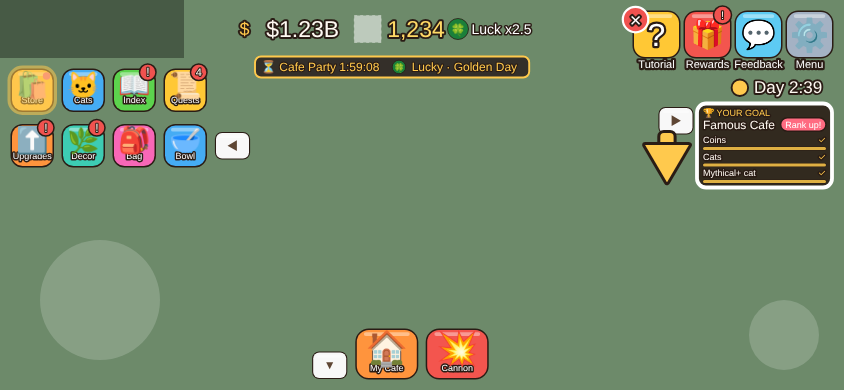 $ $1.23B 1,234 Luck x2.5
Cafe Party 1:59:08 Lucky · Golden Day
Tutorial Rewards Feedback Menu
Day 2:39
Store Cats Index Quests
! 4
Upgrades Decor Bag Bowl
! !
? !
YOUR GOAL
Famous Cafe Rank up!
Coins ✓
Cats ✓
Mythical+ cat ✓
My Cafe Cannon